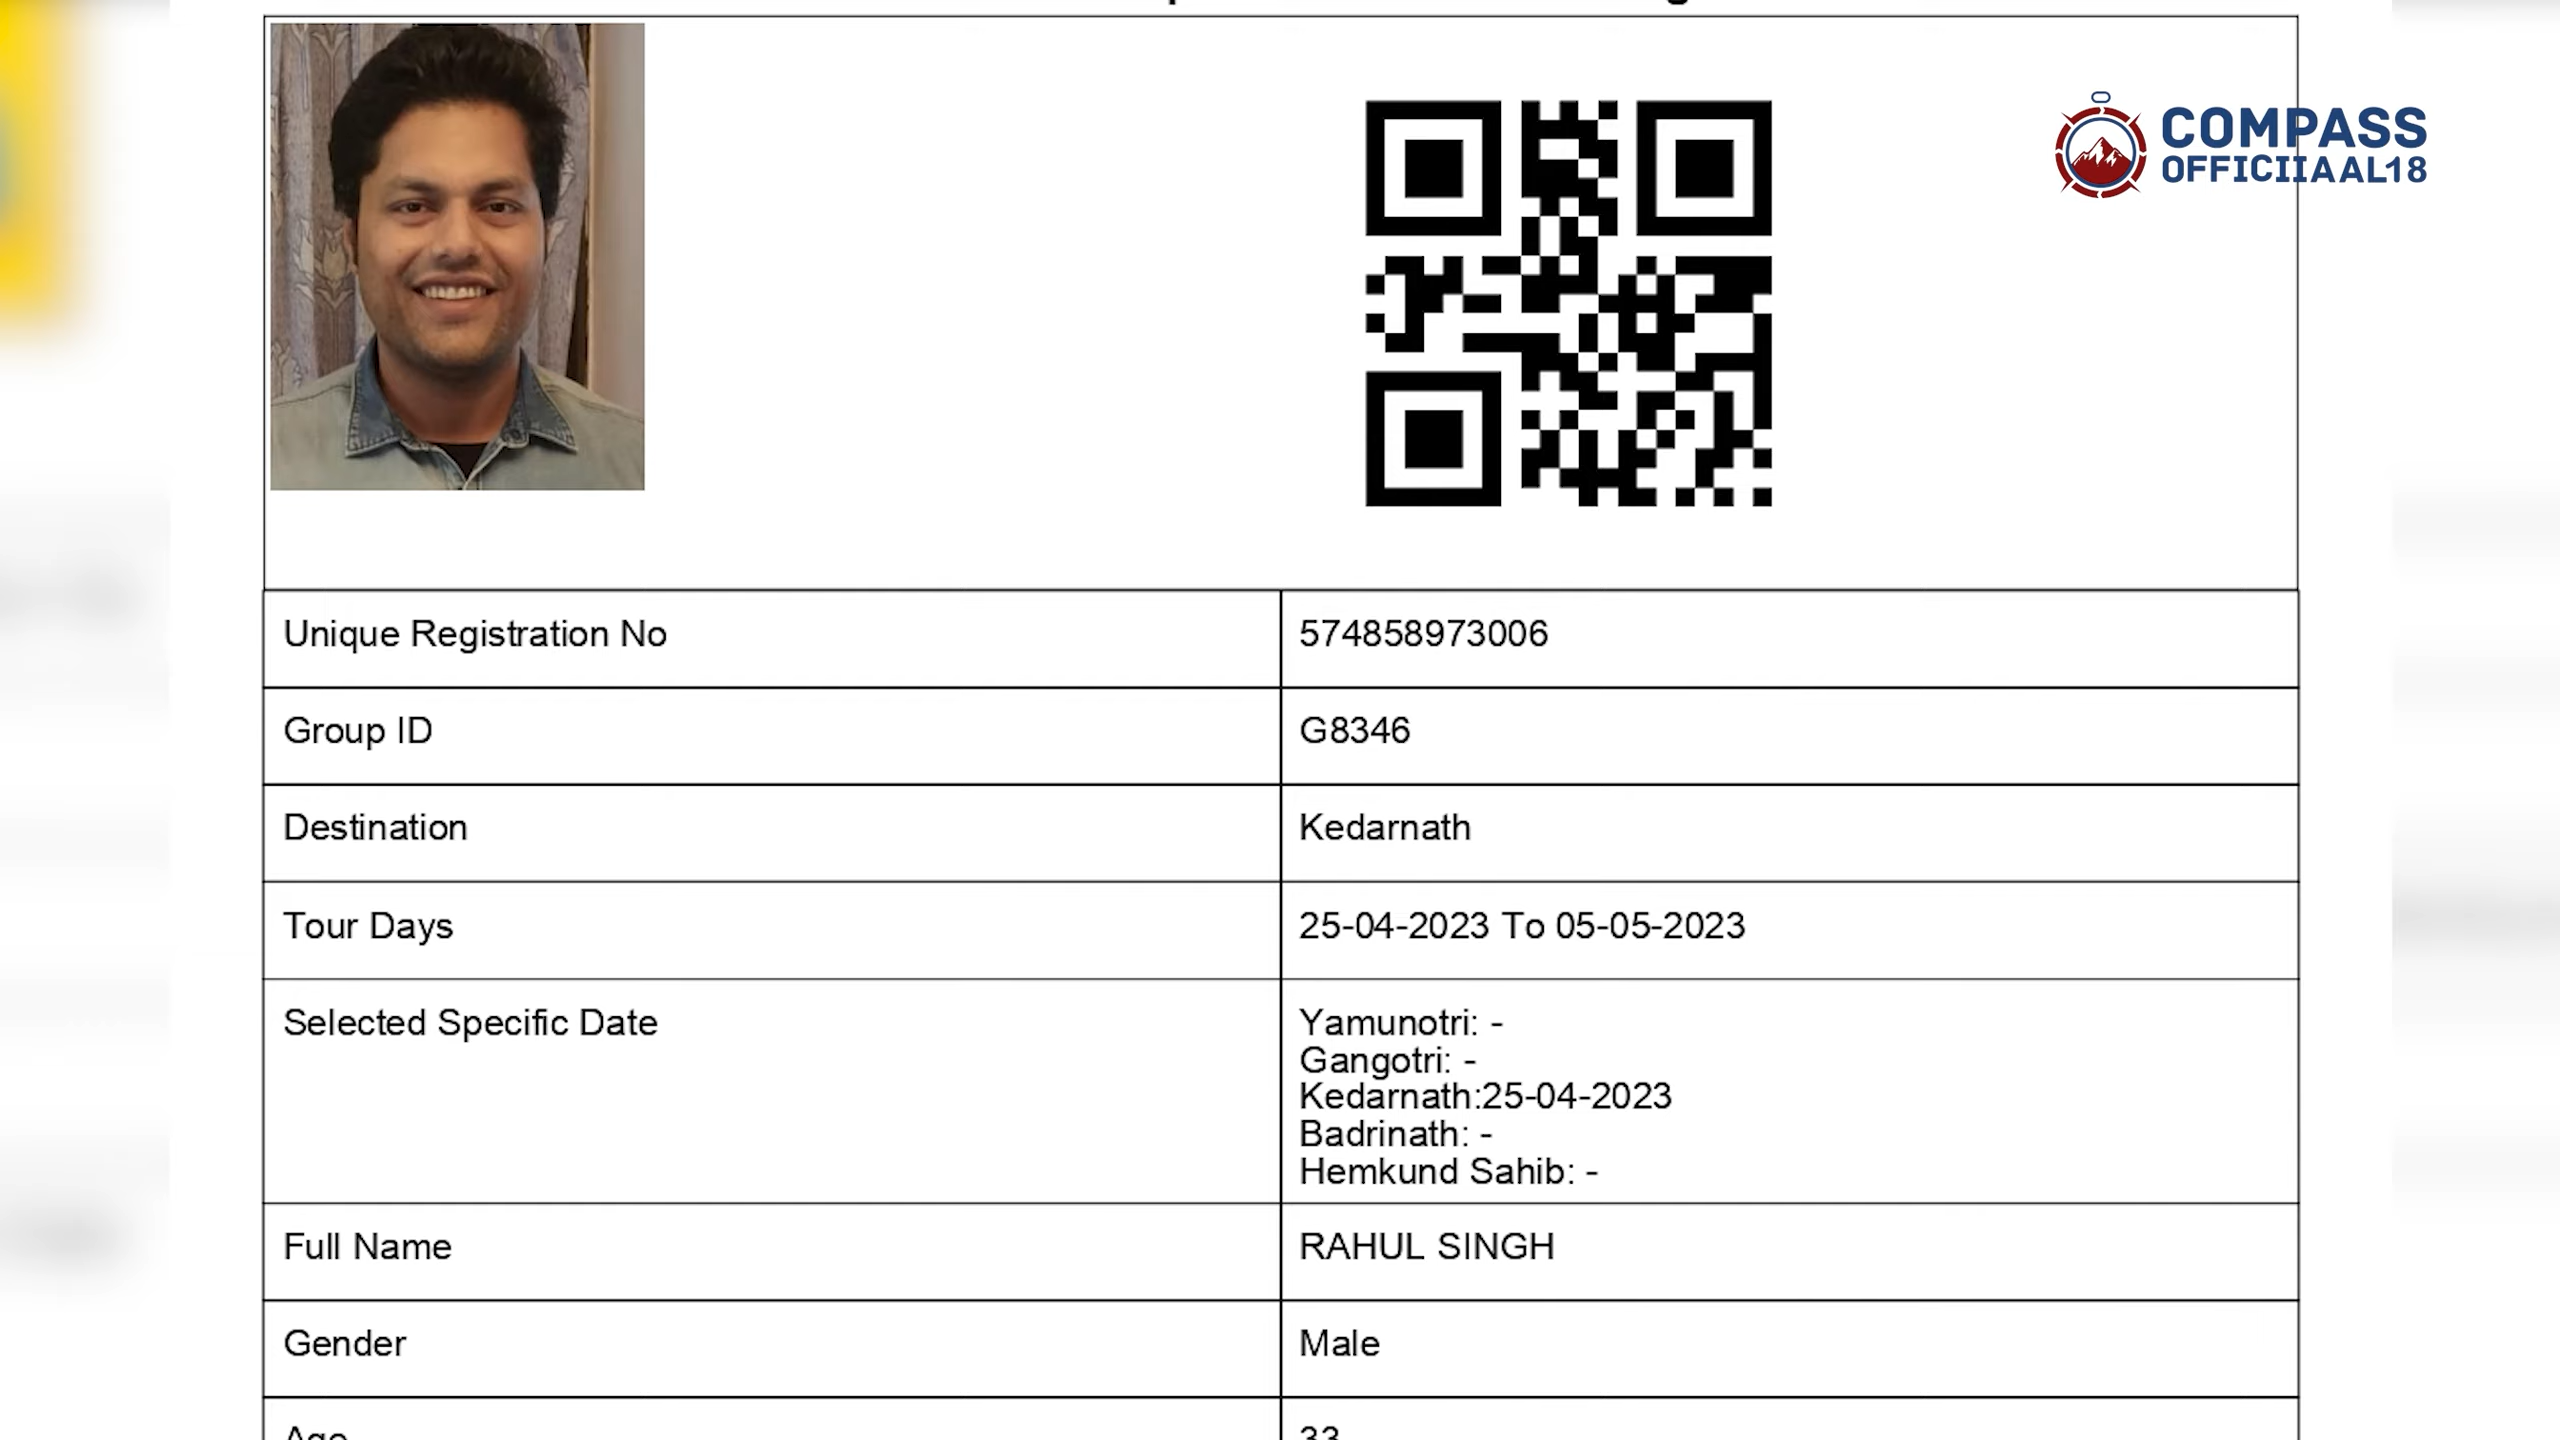 COMPASS
OFFICIIAAL18
Unique Registration No 574858973006
Group ID G8346
Destination Kedarnath
Tour Days 25-04-2023 To 05-05-2023
Selected Specific Date Yamunotri: -
Gangotri: -
Kedarnath:25-04-2023
Badrinath: -
Hemkund Sahib: -
Full Name RAHUL SINGH
Gender Male
Age 33